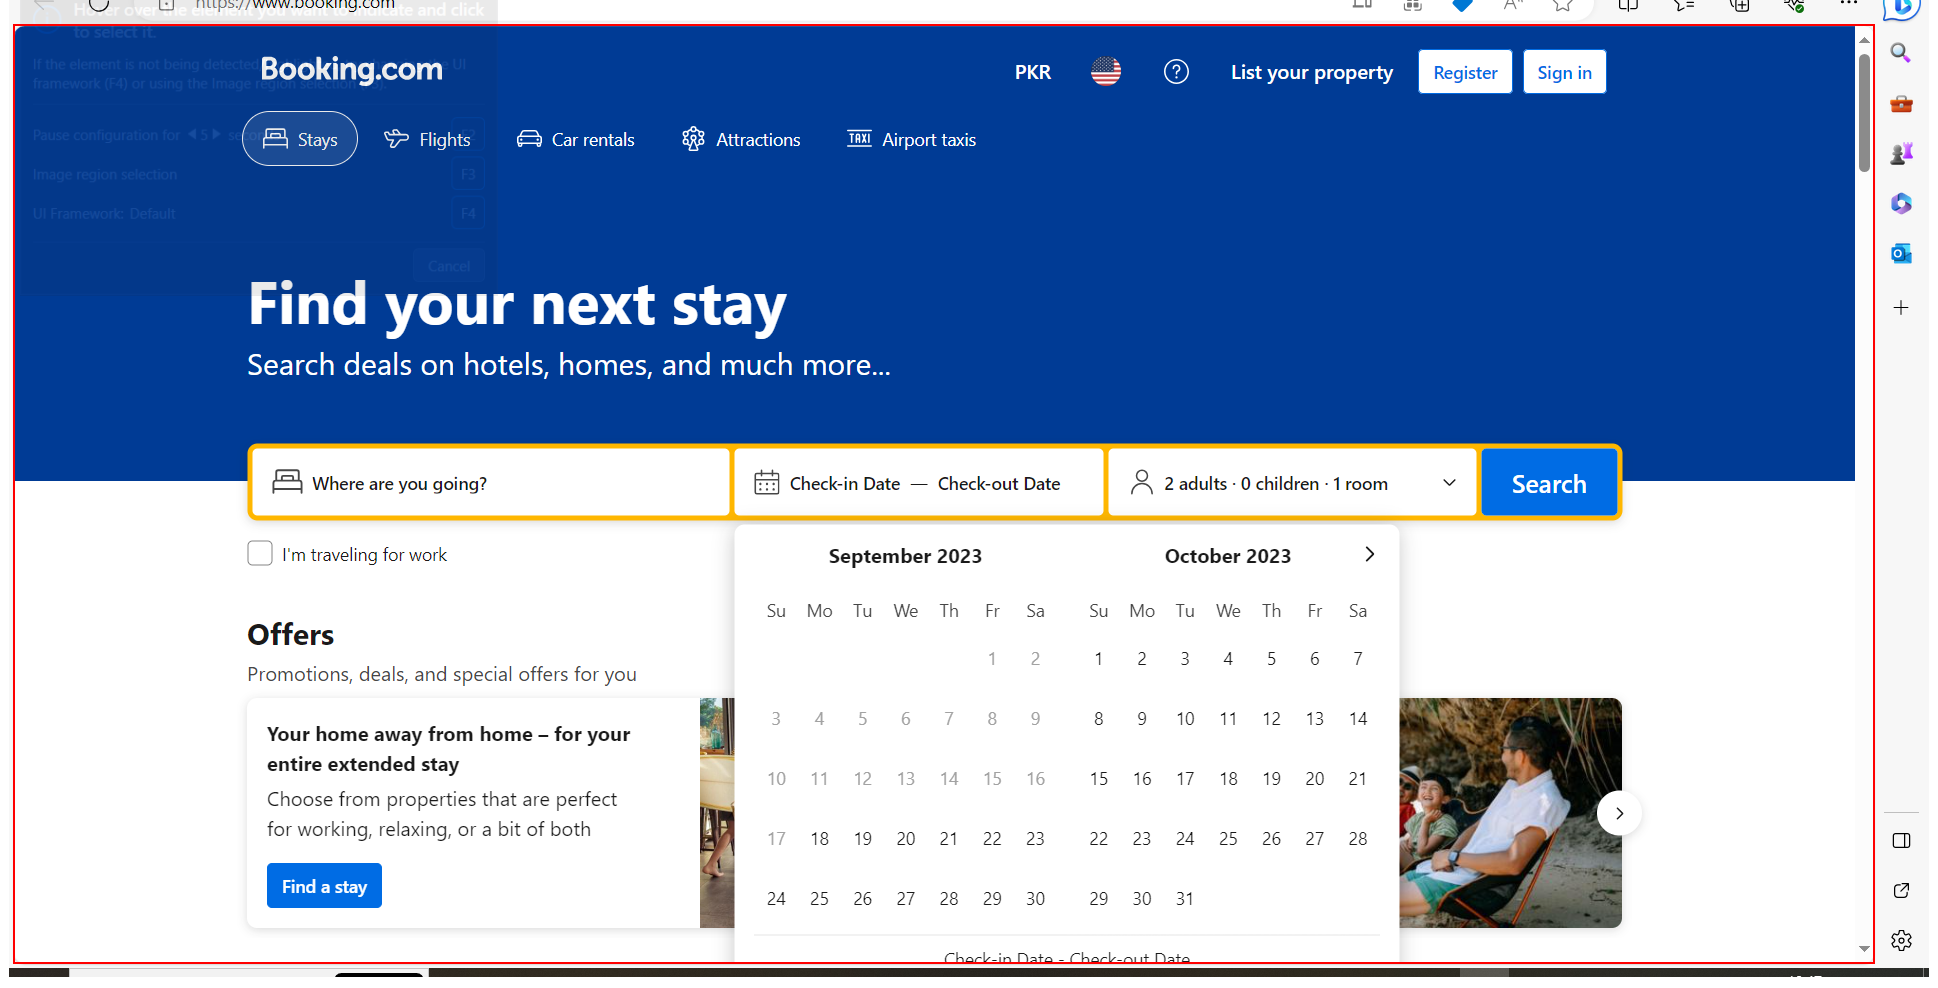 https://www.booking.com
Hover over the element you want to indicate and click
to select it.
If the element is not being detected UI
framework (F4) or using the Image region selection
Booking.com
PKR
List your property
Register
Sign in
Pause configuration for 5
Stays
Flights
Car rentals
Attractions
TAXI
Airport taxis
Image region selection
F3
UI Framework: Default
F4
Cancel
Find your next stay
Search deals on hotels, homes, and much more...
Where are you going?
Check-in Date — Check-out Date
2 adults · 0 children · 1 room
Search
I'm traveling for work
September 2023
October 2023
Su Mo Tu We Th Fr Sa
Su Mo Tu We Th Fr Sa
1 2
1 2 3 4 5 6 7
3 4 5 6 7 8 9
8 9 10 11 12 13 14
10 11 12 13 14 15 16
15 16 17 18 19 20 21
17 18 19 20 21 22 23
22 23 24 25 26 27 28
24 25 26 27 28 29 30
29 30 31
Check-in Date - Check-out Date
Offers
Promotions, deals, and special offers for you
Your home away from home – for your
entire extended stay
Choose from properties that are perfect
for working, relaxing, or a bit of both
Find a stay